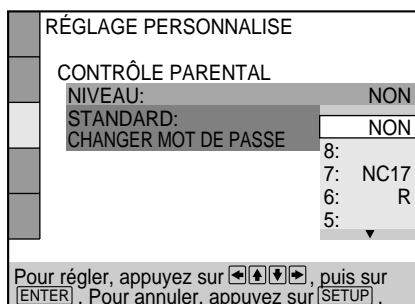 RÉGLAGE PERSONNALISE
CONTRÔLE PARENTAL
NIVEAU: NON
STANDARD:
CHANGER MOT DE PASSE
NON
8:
7: NC17
6: R
5:
Pour régler, appuyez sur ←↑↓→, puis sur
ENTER . Pour annuler, appuyez sur SETUP .